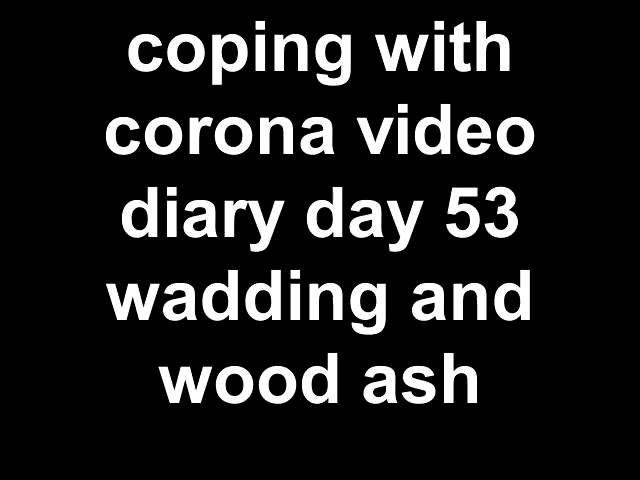 coping with
corona video
diary day 53
wadding and
wood ash